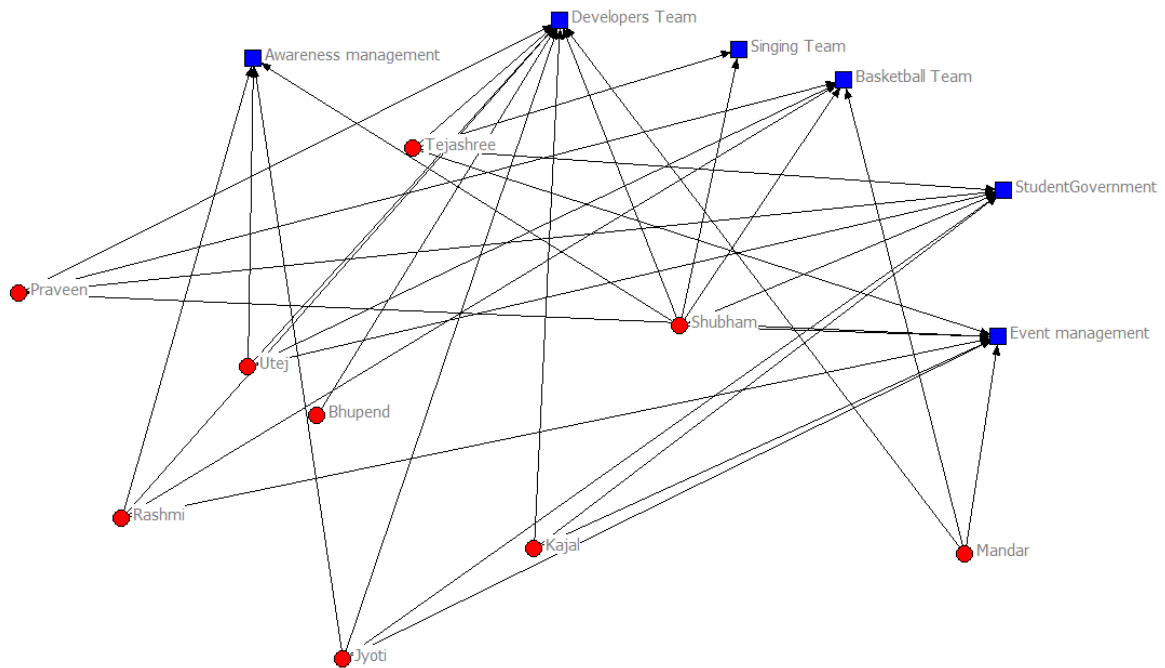 Developers Team
Singing Team
Awareness management
Basketball Team
Tejashree
StudentGovernment
Praveen
Shubham
Event management
Utej
Bhupend
Rashmi
Kajal
Mandar
Jyoti